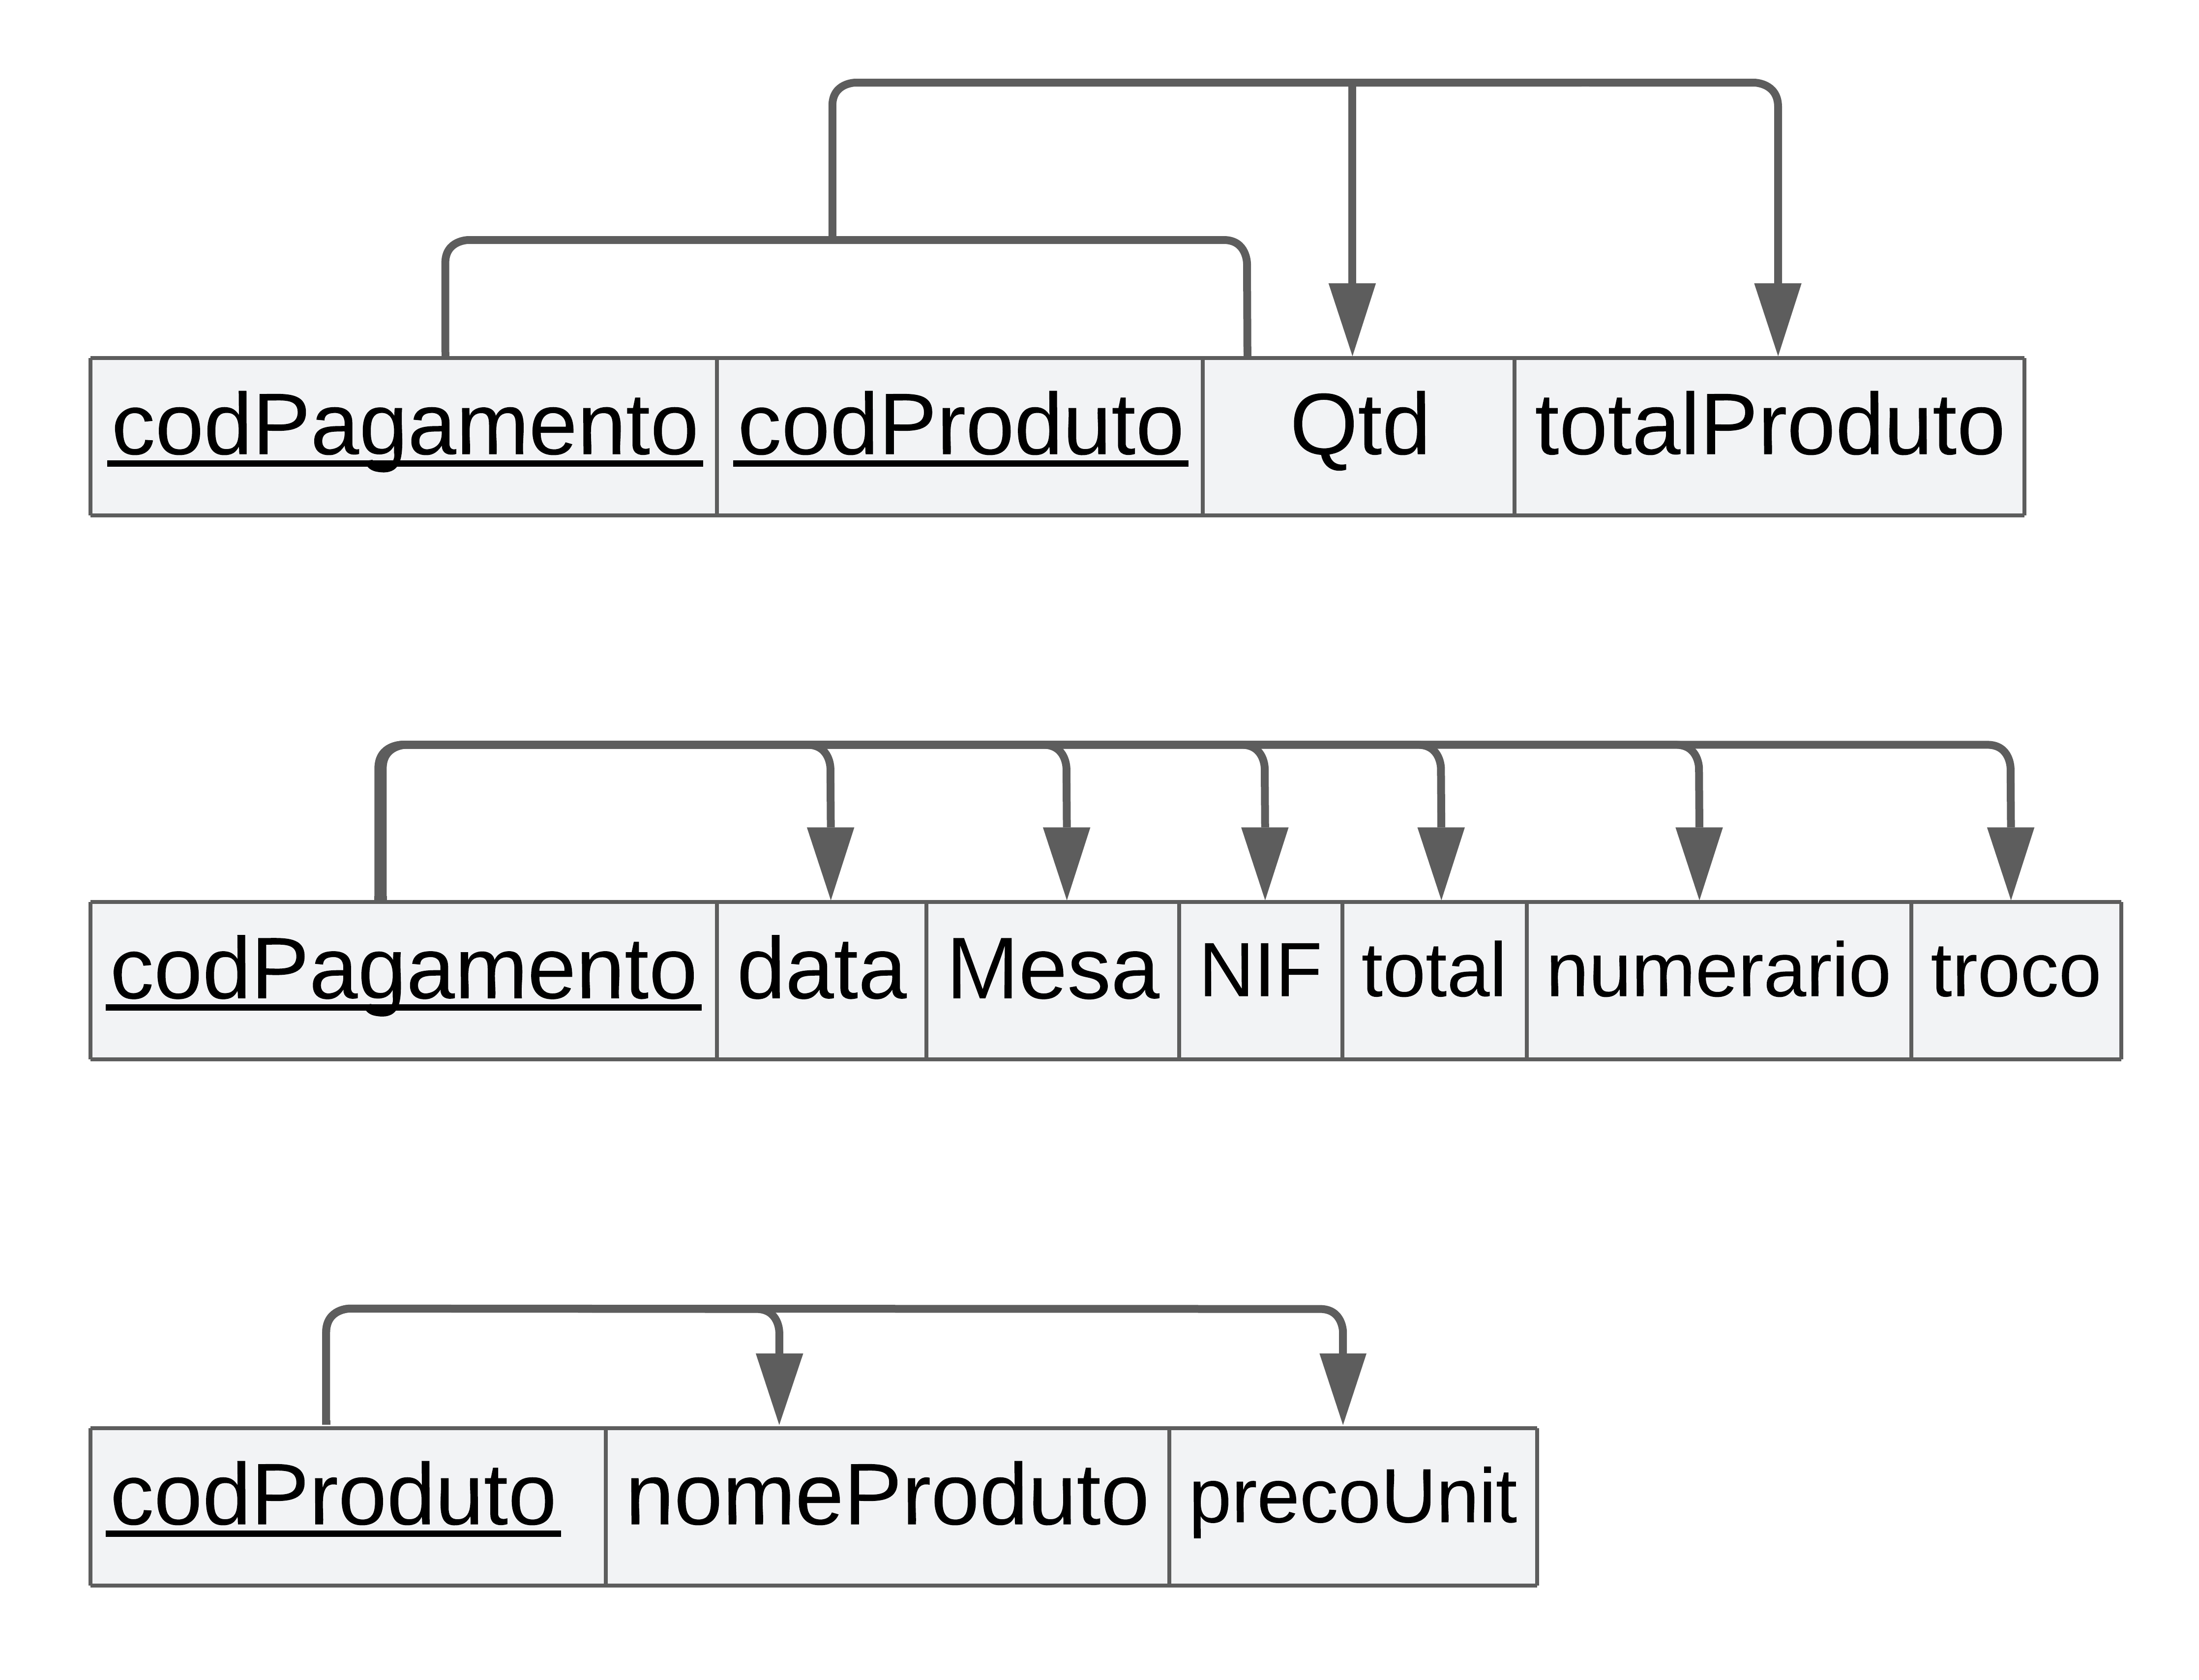 codPagamento codProduto Qtd totalProduto
codPagamento data Mesa NIF total numerario troco
codProduto nomeProduto precoUnit